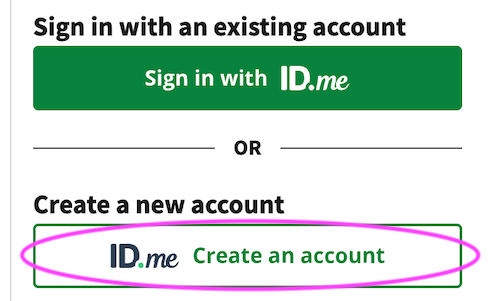 Sign in with an existing account
Sign in with ID.me
OR
Create a new account
ID.me Create an account